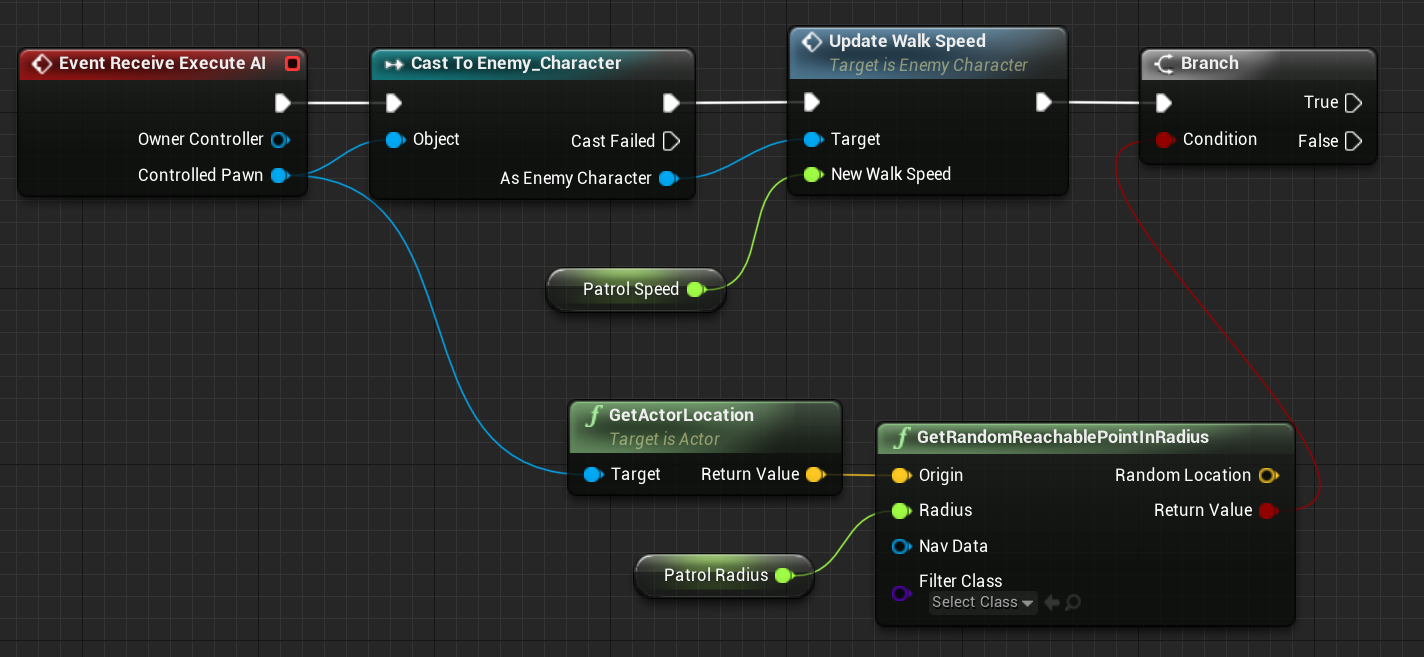 Event Receive Execute AI
Owner Controller
Controlled Pawn
Cast To Enemy_Character
Object
Cast Failed
As Enemy Character
Update Walk Speed
Target is Enemy Character
Target
New Walk Speed
Branch
True
Condition
False
Patrol Speed
f GetActorLocation
Target is Actor
Target
Return Value
Patrol Radius
f GetRandomReachablePointInRadius
Origin
Random Location
Radius
Return Value
Nav Data
Filter Class
Select Class